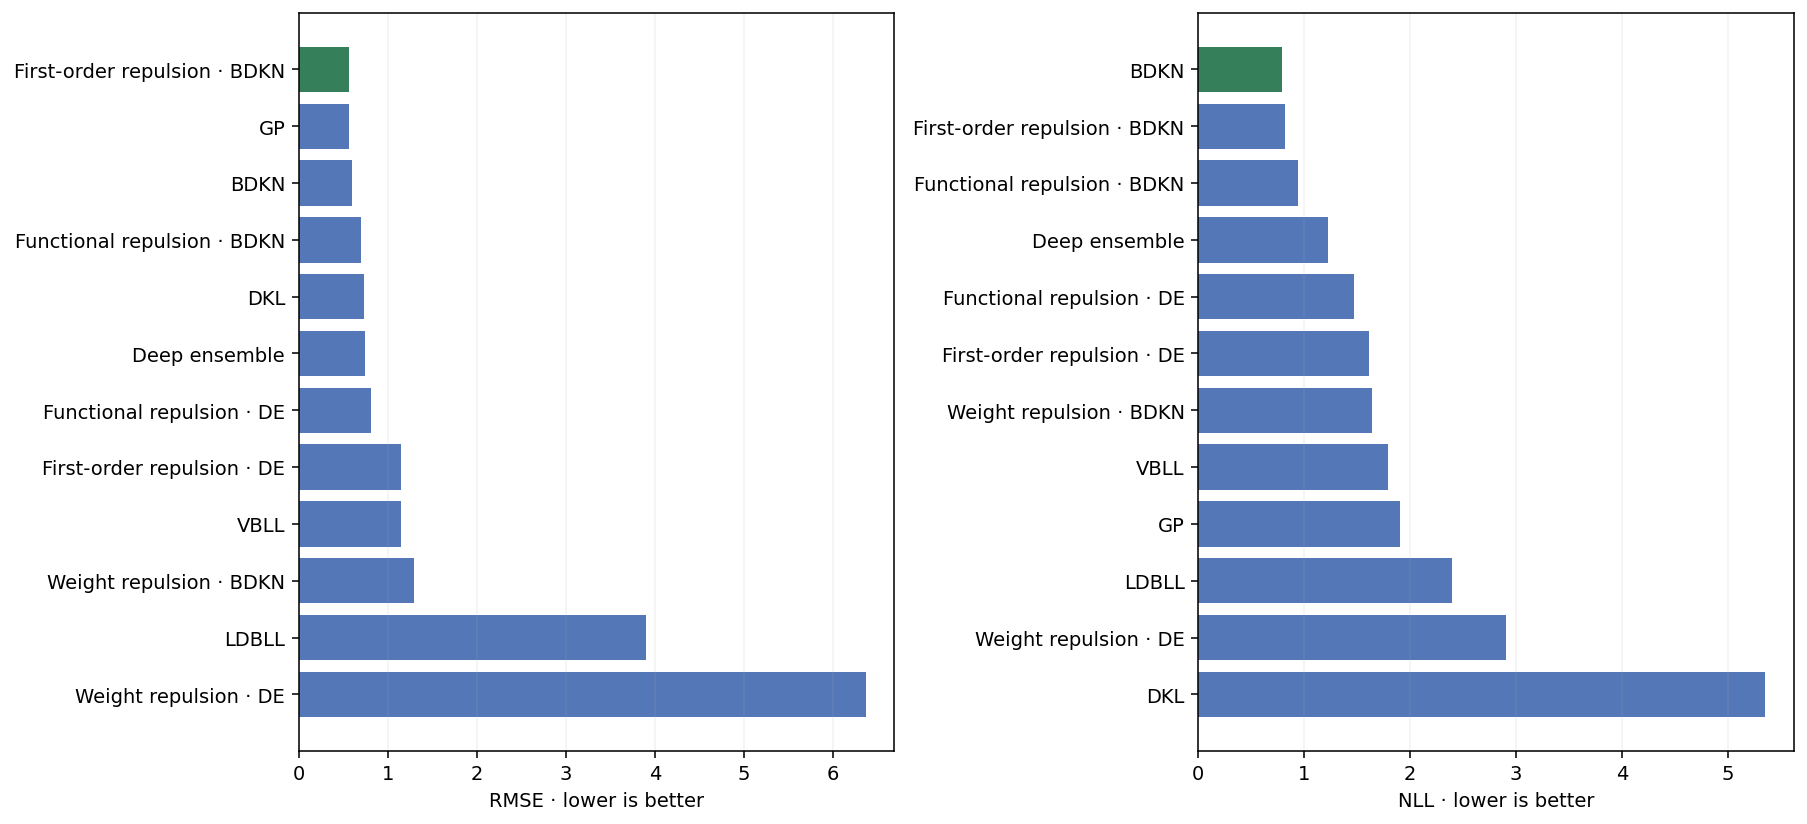 First-order repulsion · BDKN
GP
BDKN
Functional repulsion · BDKN
DKL
Deep ensemble
Functional repulsion · DE
First-order repulsion · DE
VBLL
Weight repulsion · BDKN
LDBLL
Weight repulsion · DE
0 1 2 3 4 5 6
RMSE · lower is better
BDKN
First-order repulsion · BDKN
Functional repulsion · BDKN
Deep ensemble
Functional repulsion · DE
First-order repulsion · DE
Weight repulsion · BDKN
VBLL
GP
LDBLL
Weight repulsion · DE
DKL
0 1 2 3 4 5
NLL · lower is better